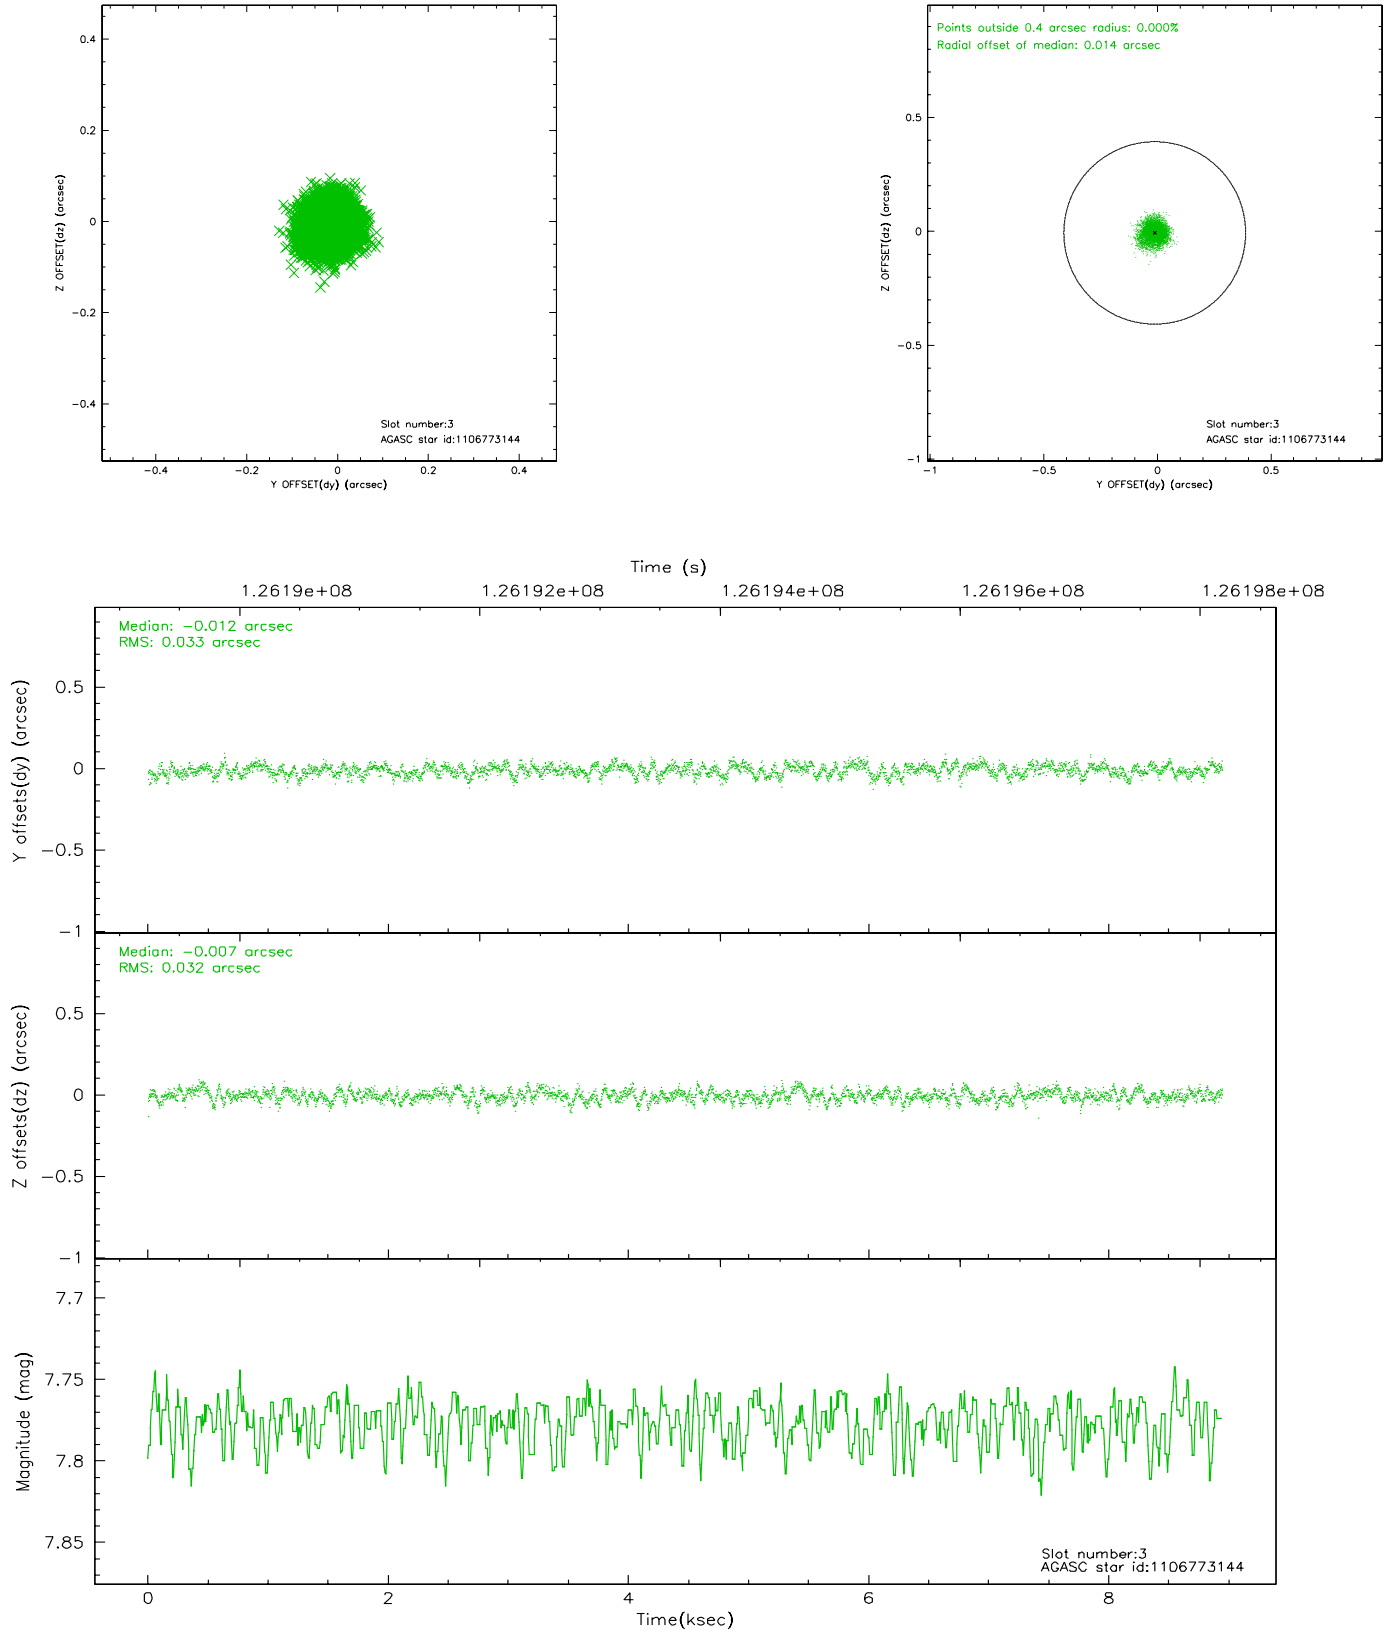 0.4
0.2
0
−0.2
−0.4
Z OFFSET(dz) (arcsec)
Slot number:3
AGASC star id:1106773144
−0.4 −0.2 0 0.2 0.4
Y OFFSET(dy) (arcsec)
Points outside 0.4 arcsec radius: 0.000%
Radial offset of median: 0.014 arcsec
0.5
0
−0.5
−1
Z OFFSET(dz) (arcsec)
Slot number:3
AGASC star id:1106773144
−1 −0.5 0 0.5
Y OFFSET(dy) (arcsec)
Time (s)
1.2619e+08 1.26192e+08 1.26194e+08 1.26196e+08 1.26198e+08
Median: −0.012 arcsec
RMS: 0.033 arcsec
0.5
0
−0.5
−1
Y offsets(dy) (arcsec)
Median: −0.007 arcsec
RMS: 0.032 arcsec
0.5
0
−0.5
−1
Z offsets(dz) (arcsec)
7.7
7.75
7.8
7.85
Magnitude (mag)
Slot number:3
AGASC star id:1106773144
0 2 4 6 8
Time(ksec)